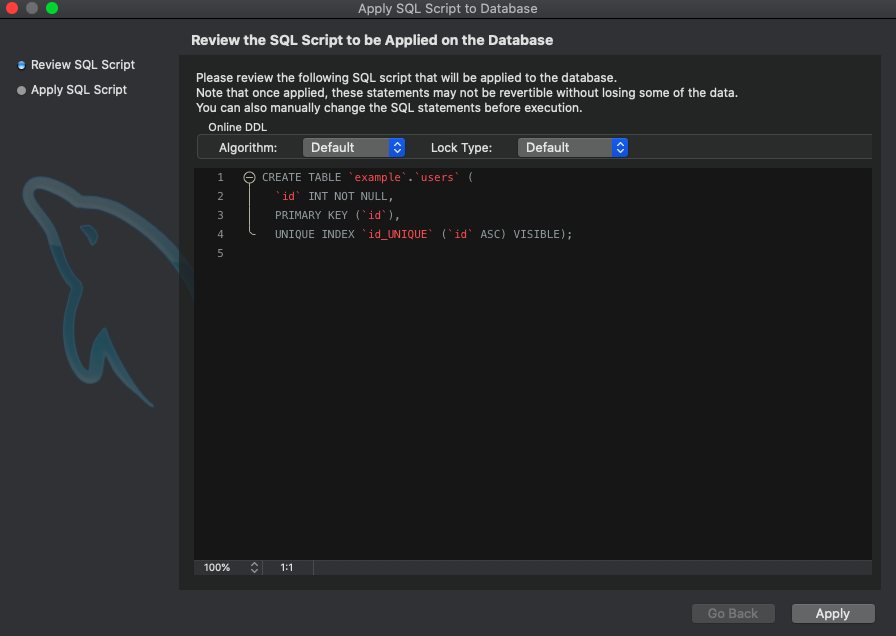 Apply SQL Script to Database
Review SQL Script
Apply SQL Script
Review the SQL Script to be Applied on the Database
Please review the following SQL script that will be applied to the database.
Note that once applied, these statements may not be revertible without losing some of the data.
You can also manually change the SQL statements before execution.
Online DDL
Algorithm: Default Lock Type: Default
1 CREATE TABLE `example`.`users` (
2 `id` INT NOT NULL,
3 PRIMARY KEY (`id`),
4 UNIQUE INDEX `id_UNIQUE` (`id` ASC) VISIBLE);
5
100% 1:1
Go Back Apply